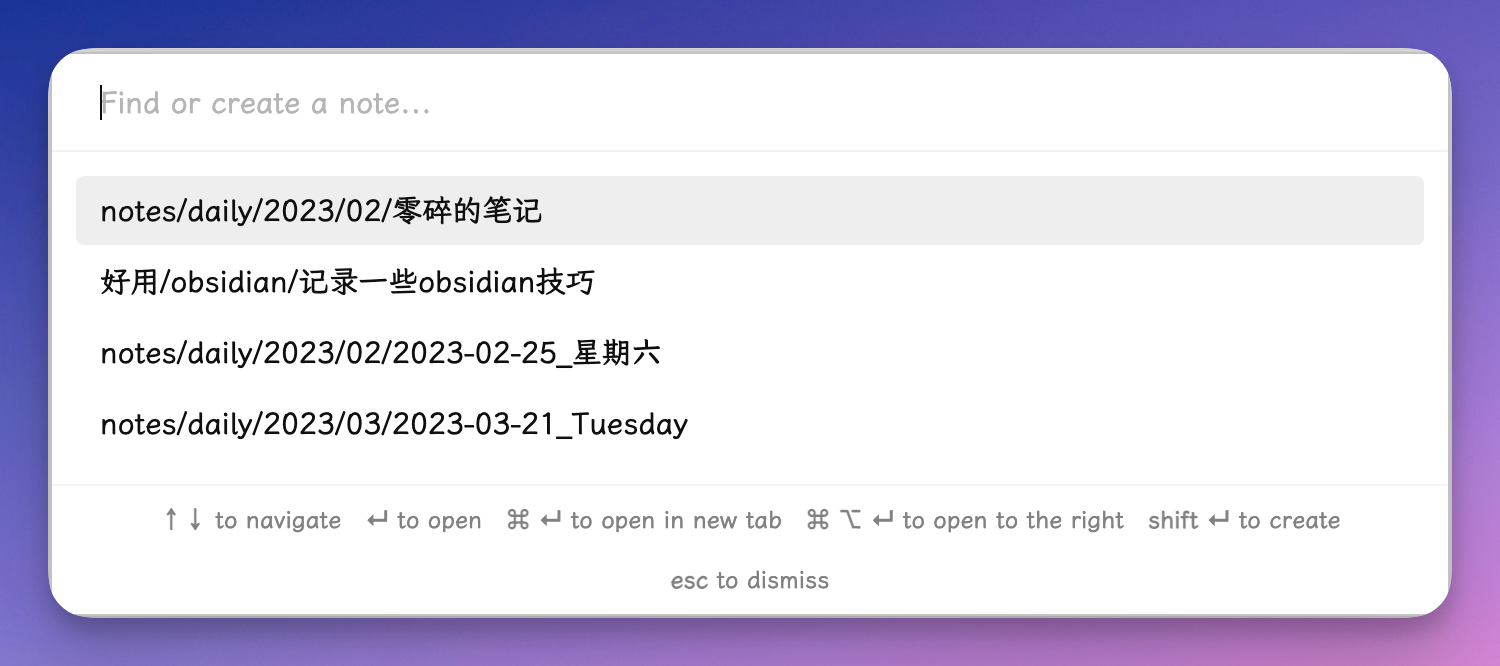 Find or create a note...
notes/daily/2023/02/零碎的笔记
好用/obsidian/记录一些obsidian技巧
notes/daily/2023/02/2023-02-25_星期六
notes/daily/2023/03/2023-03-21_Tuesday
↑ ↓ to navigate ↵ to open ⌘ ↵ to open in new tab ⌘ ⌥ ↵ to open to the right shift ↵ to create
esc to dismiss